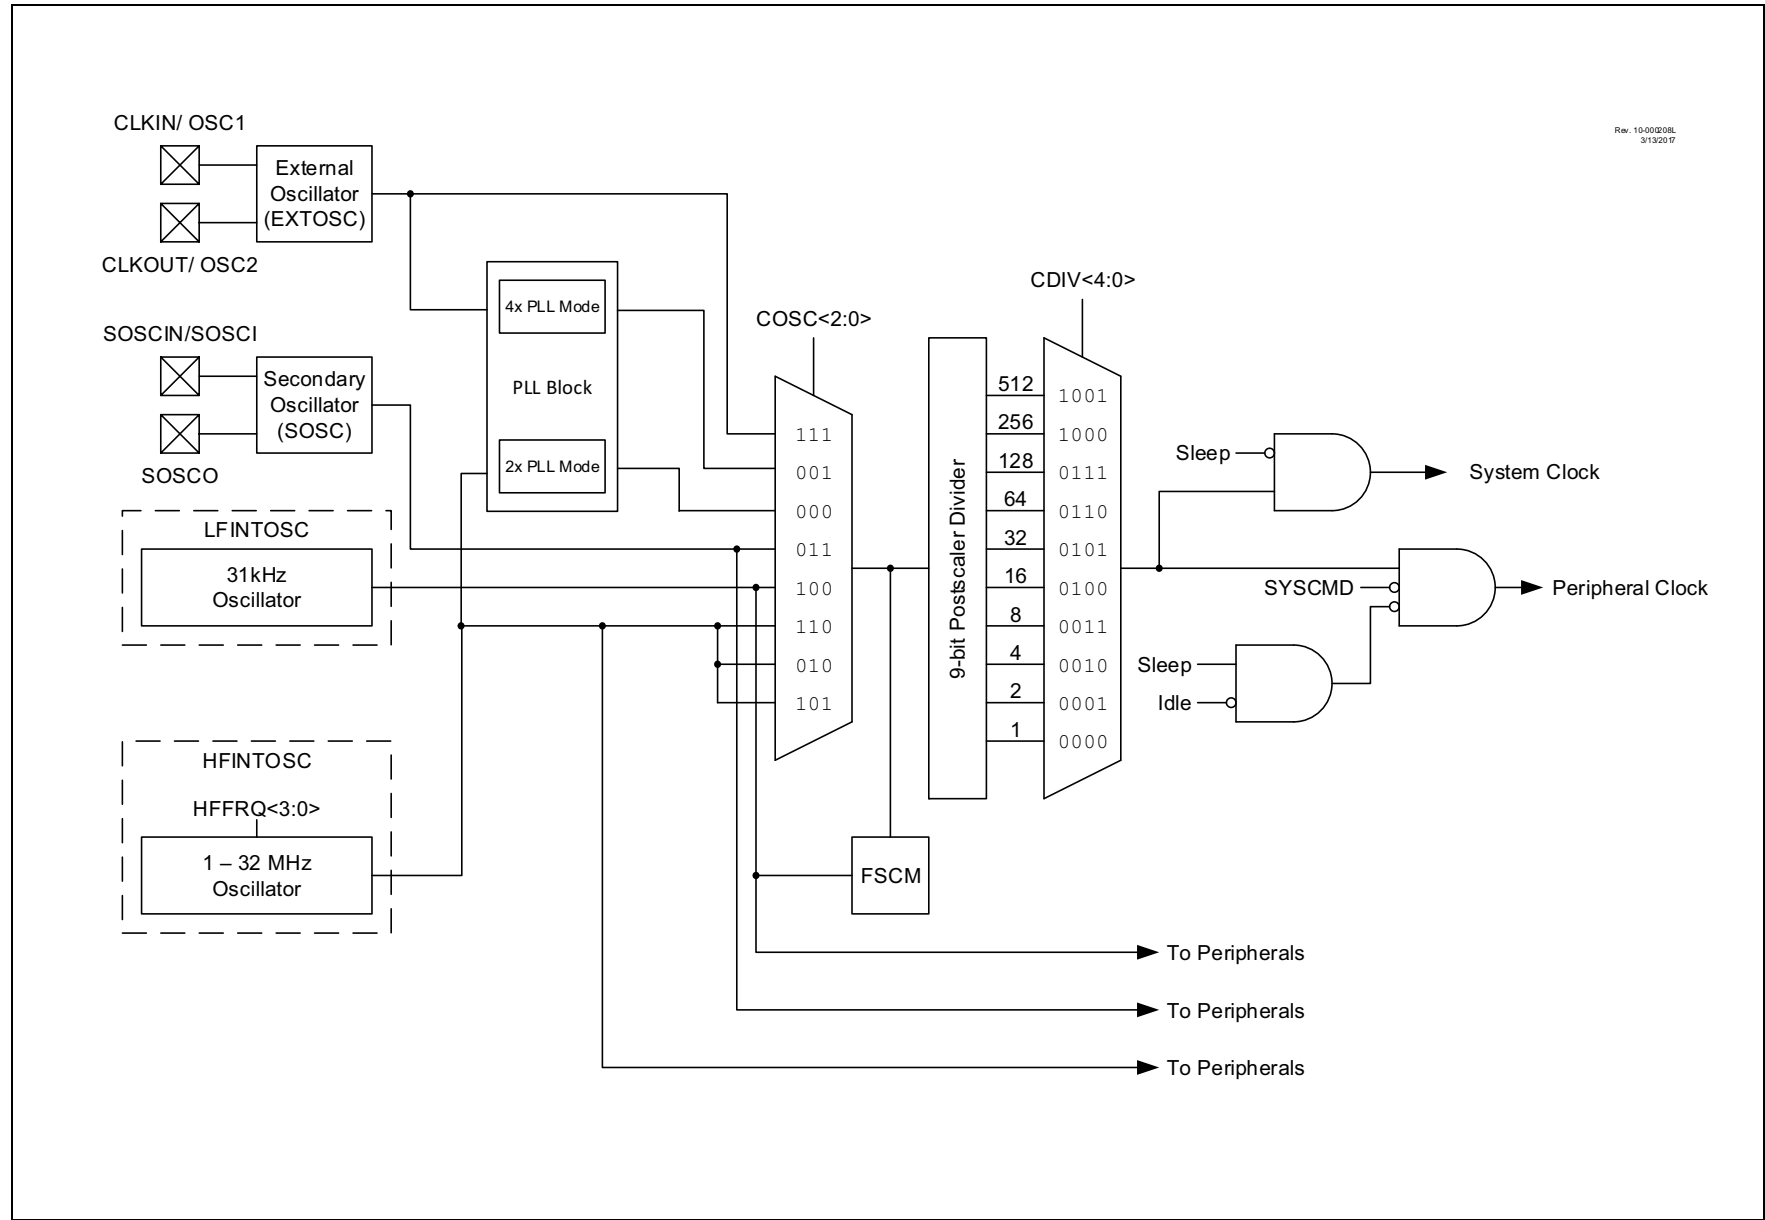 Rev. 10-000208L
3/13/2017
CLKIN/ OSC1
External
Oscillator
(EXTOSC)
CLKOUT/ OSC2
SOSCIN/SOSCI
Secondary
Oscillator
(SOSC)
SOSCO
LFINTOSC
31kHz
Oscillator
HFINTOSC
HFFRQ<3:0>
1 – 32 MHz
Oscillator
4x PLL Mode
PLL Block
2x PLL Mode
COSC<2:0>
111
001
000
011
100
110
010
101
FSCM
9-bit Postscaler Divider
CDIV<4:0>
512 1001
256 1000
128 0111
64 0110
32 0101
16 0100
8 0011
4 0010
2 0001
1 0000
Sleep
System Clock
SYSCMD
Peripheral Clock
Sleep
Idle
To Peripherals
To Peripherals
To Peripherals